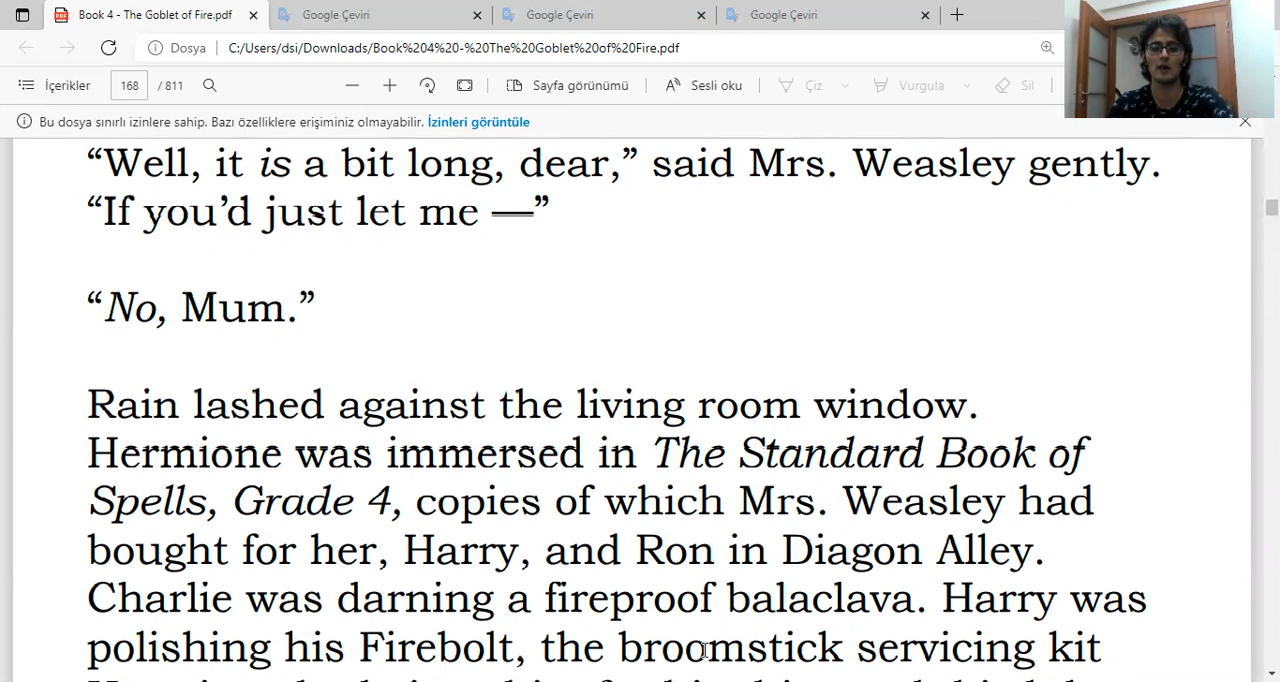 Book 4 - The Goblet of Fire.pdf
Google Çeviri
Google Çeviri
Google Çeviri
Dosya
C:/Users/dsi/Downloads/Book%204%20-%20The%20Goblet%20of%20Fire.pdf
İçerikler
168 / 811
Sayfa görünümü
Sesli oku
Çiz
Vurgula
Sil
Bu dosya sınırlı izinlere sahip. Bazı özelliklere erişiminiz olmayabilir. İzinleri görüntüle
“Well, it is a bit long, dear,” said Mrs. Weasley gently.
“If you’d just let me —”
“No, Mum.”
Rain lashed against the living room window.
Hermione was immersed in The Standard Book of
Spells, Grade 4, copies of which Mrs. Weasley had
bought for her, Harry, and Ron in Diagon Alley.
Charlie was darning a fireproof balaclava. Harry was
polishing his Firebolt, the broomstick servicing kit